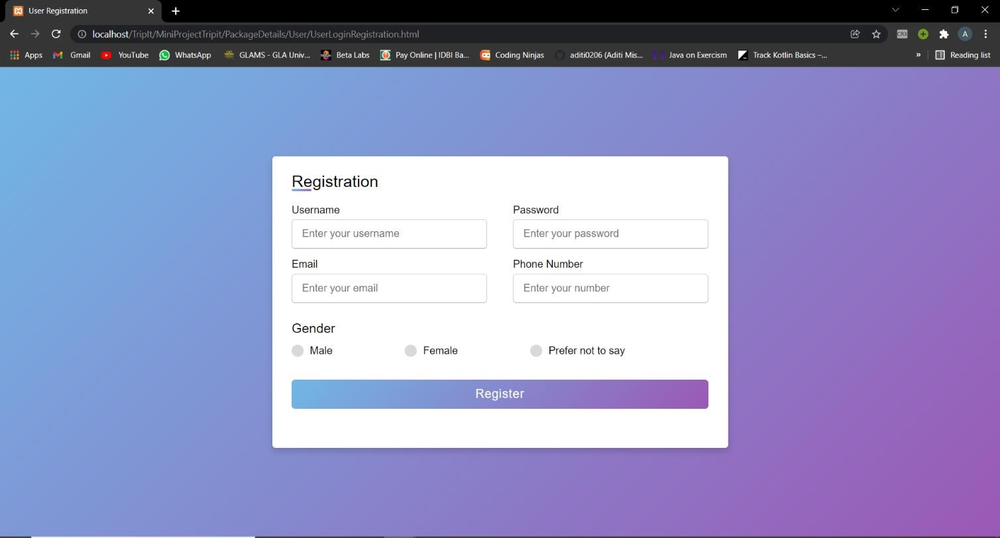 User Registration
localhost/TripIt/MiniProjectTripit/PackageDetails/User/UserLoginRegistration.html CRX A
Apps Gmail YouTube WhatsApp GLAMS - GLA Univ... Beta Labs Pay Online | IDBI Ba... Coding Ninjas aditi0206 (Aditi Mis... Java on Exercism Track Kotlin Basics –... » Reading list
Registration
Username Password
Enter your username Enter your password
Email Phone Number
Enter your email Enter your number
Gender
Male Female Prefer not to say
Register